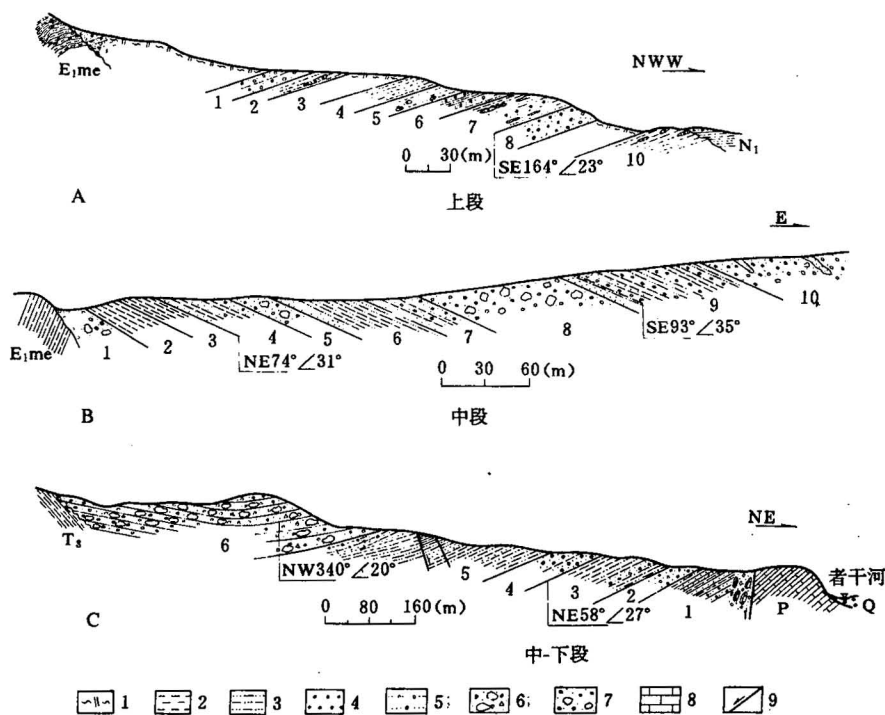 A
E₁me
NWW
1 2 3 4 5 6 7 8 10
N₁
0 30(m)
SE164°∠23°
上段
B
E
E₁me
1 2 3 4 5 6 7 8 9 10
NE74°∠31°
SE93°∠35°
0 30 60(m)
中段
C
NE
T₃
6 5 4 3 2 1
P
者干河
Q
NW340°∠20°
NE58°∠27°
0 80 160(m)
中-下段
1 2 3 4 5; 6; 7 8 9